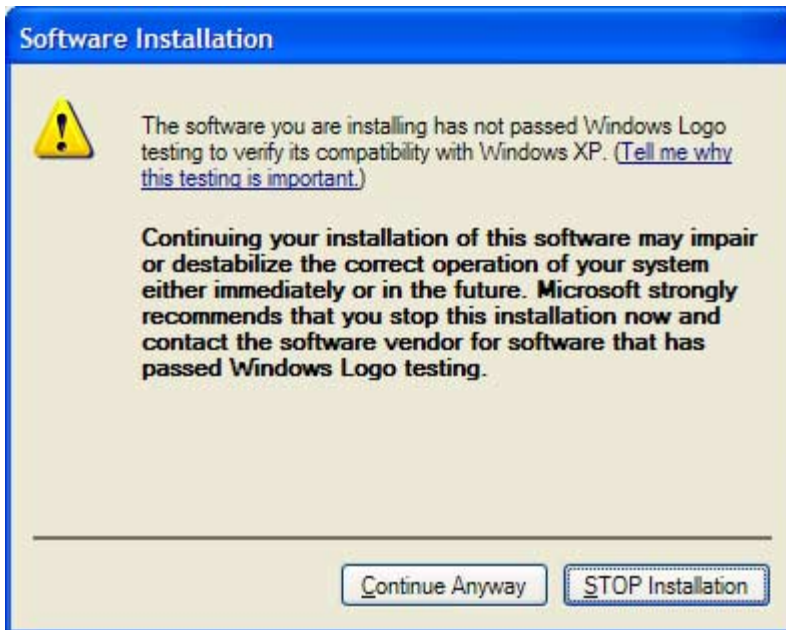 Software Installation
The software you are installing has not passed Windows Logo
testing to verify its compatibility with Windows XP. (Tell me why
this testing is important.)
Continuing your installation of this software may impair
or destabilize the correct operation of your system
either immediately or in the future. Microsoft strongly
recommends that you stop this installation now and
contact the software vendor for software that has
passed Windows Logo testing.
Continue Anyway STOP Installation